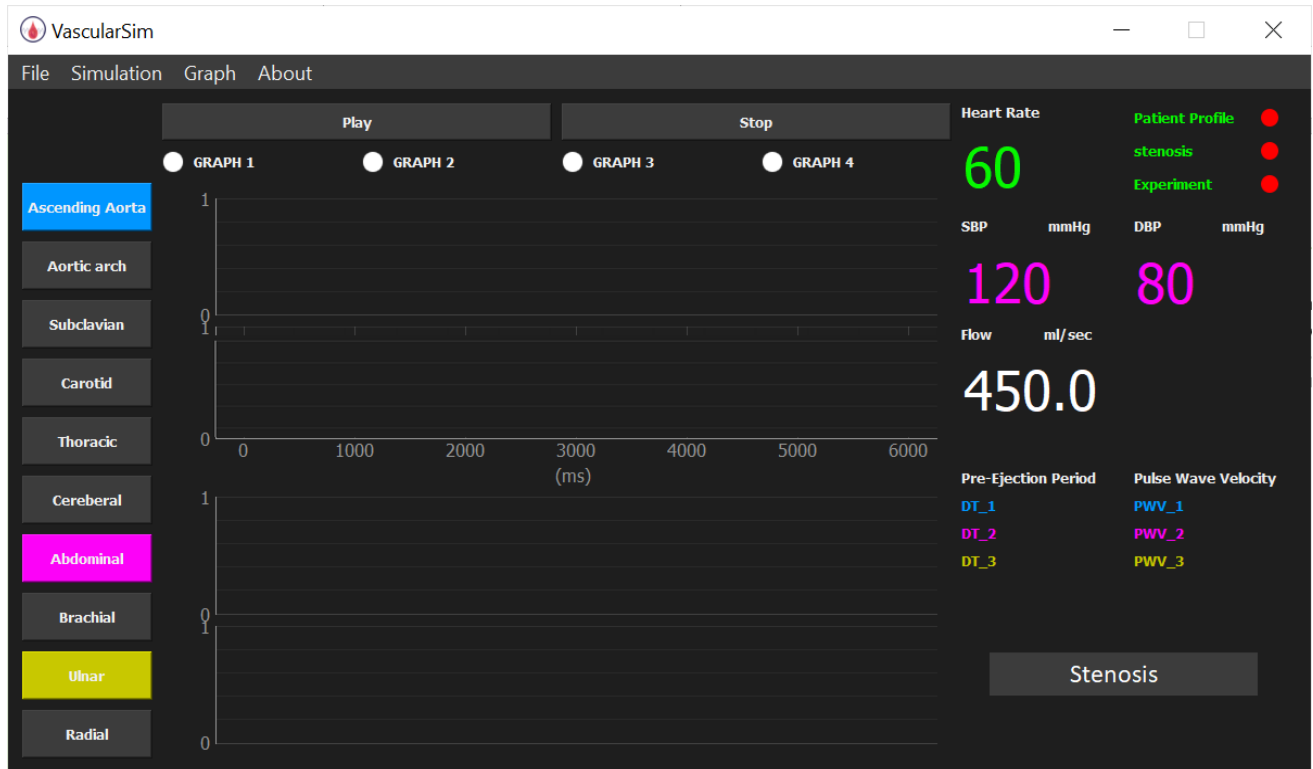 VascularSim
File Simulation Graph About
Play Stop
GRAPH 1 GRAPH 2 GRAPH 3 GRAPH 4
Ascending Aorta
Aortic arch
Subclavian
Carotid
Thoracic
Cereberal
Abdominal
Brachial
Ulnar
Radial
1
0
1
0
0 1000 2000 3000 4000 5000 6000
(ms)
1
0
1
0
Heart Rate
60
Patient Profile
stenosis
Experiment
SBP mmHg DBP mmHg
120 80
Flow ml/sec
450.0
Pre-Ejection Period Pulse Wave Velocity
DT_1 PWV_1
DT_2 PWV_2
DT_3 PWV_3
Stenosis